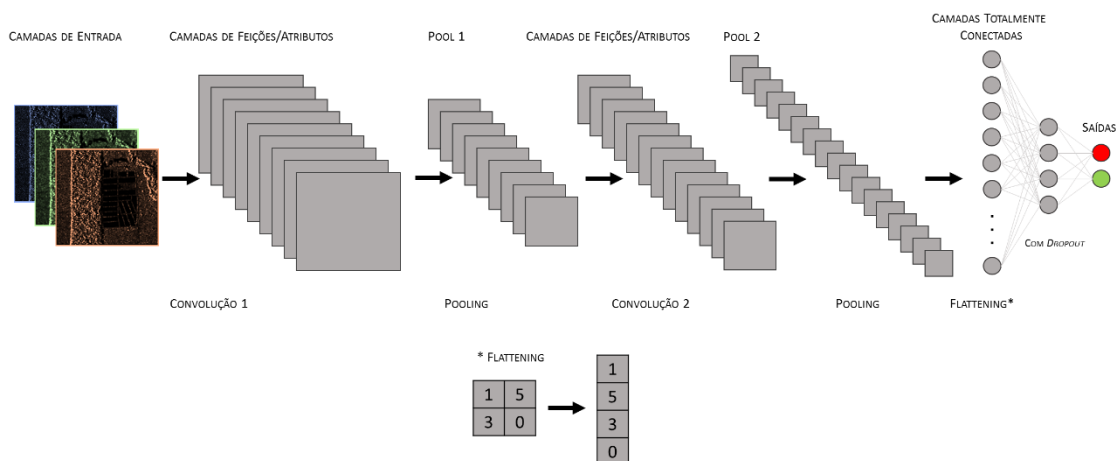 CAMADAS DE ENTRADA
CAMADAS DE FEIÇÕES/ATRIBUTOS
POOL 1
CAMADAS DE FEIÇÕES/ATRIBUTOS
POOL 2
CAMADAS TOTALMENTE
CONECTADAS
SAÍDAS
COM DROPOUT
CONVOLUÇÃO 1
POOLING
CONVOLUÇÃO 2
POOLING
FLATTENING*
* FLATTENING
1 5
3 0
1
5
3
0